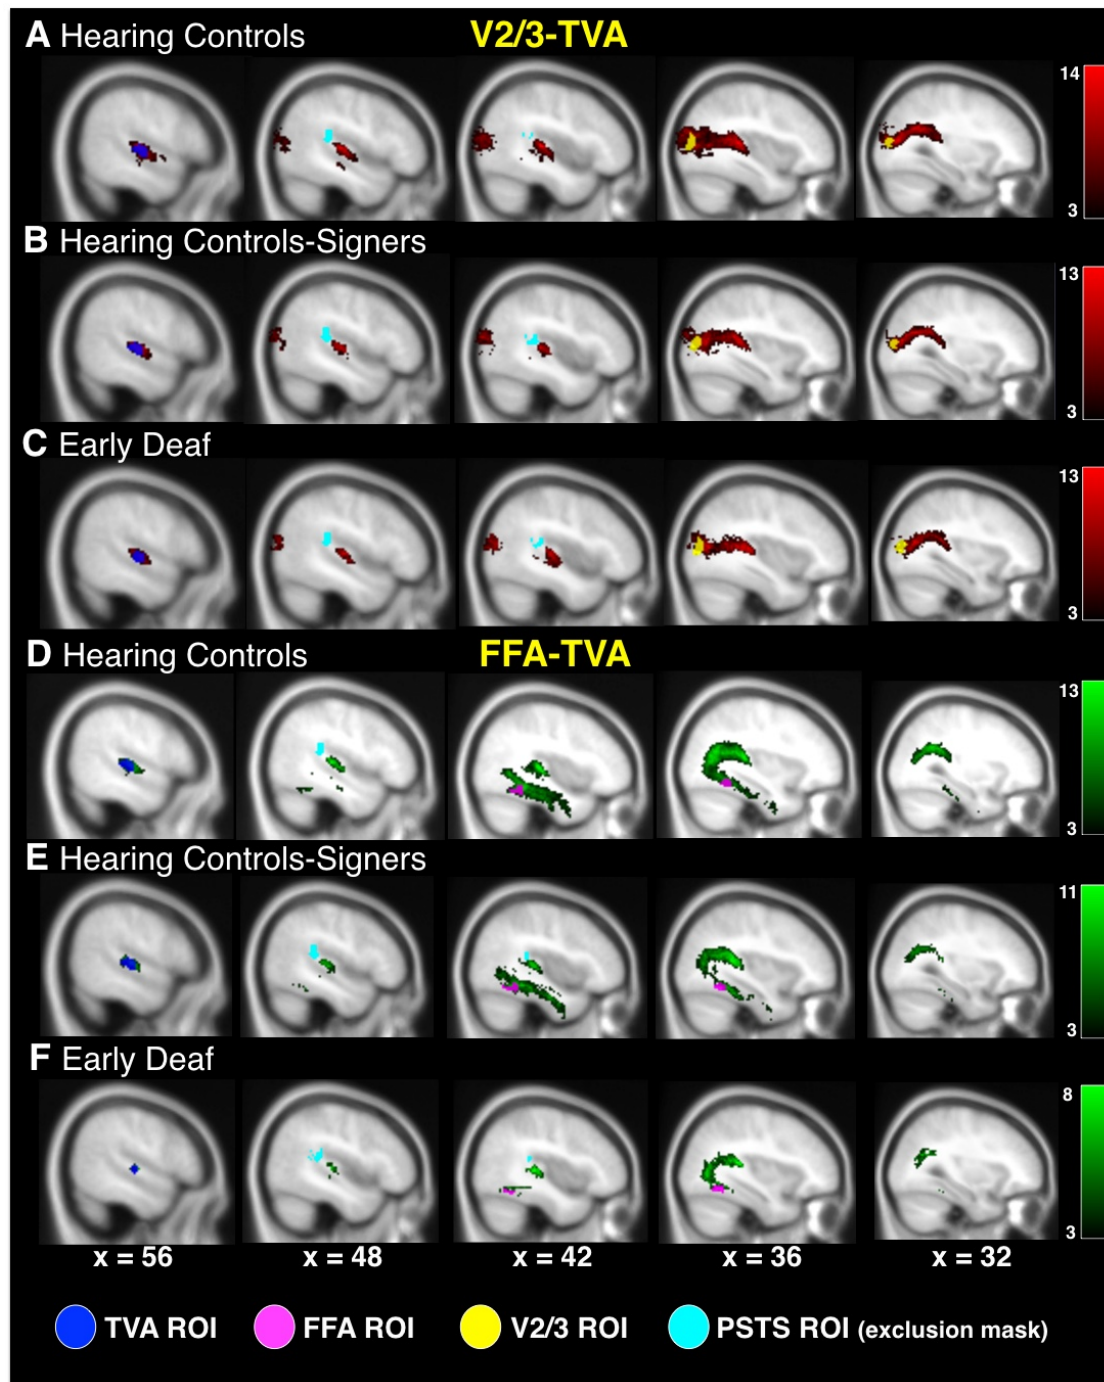 A Hearing Controls V2/3-TVA
14
3
B Hearing Controls-Signers
13
3
C Early Deaf
13
3
D Hearing Controls FFA-TVA
13
3
E Hearing Controls-Signers
11
3
F Early Deaf
8
3
x = 56 x = 48 x = 42 x = 36 x = 32
TVA ROI FFA ROI V2/3 ROI PSTS ROI (exclusion mask)